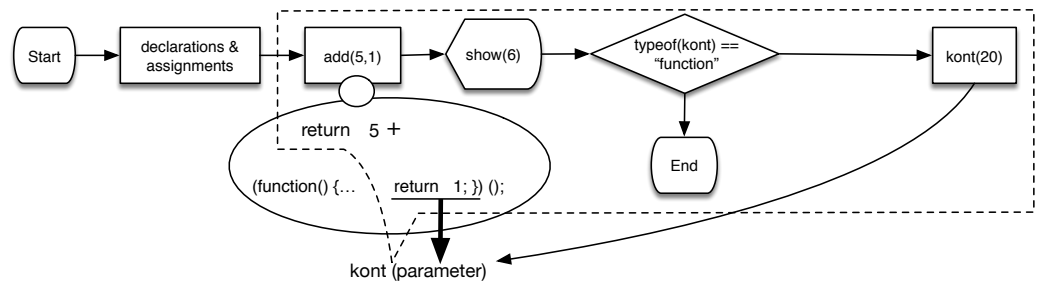 Start
declarations &
assignments
add(5,1)
show(6)
typeof(kont) ==
“function”
kont(20)
return 5 +
End
(function() {… return 1; }) ();
kont (parameter)